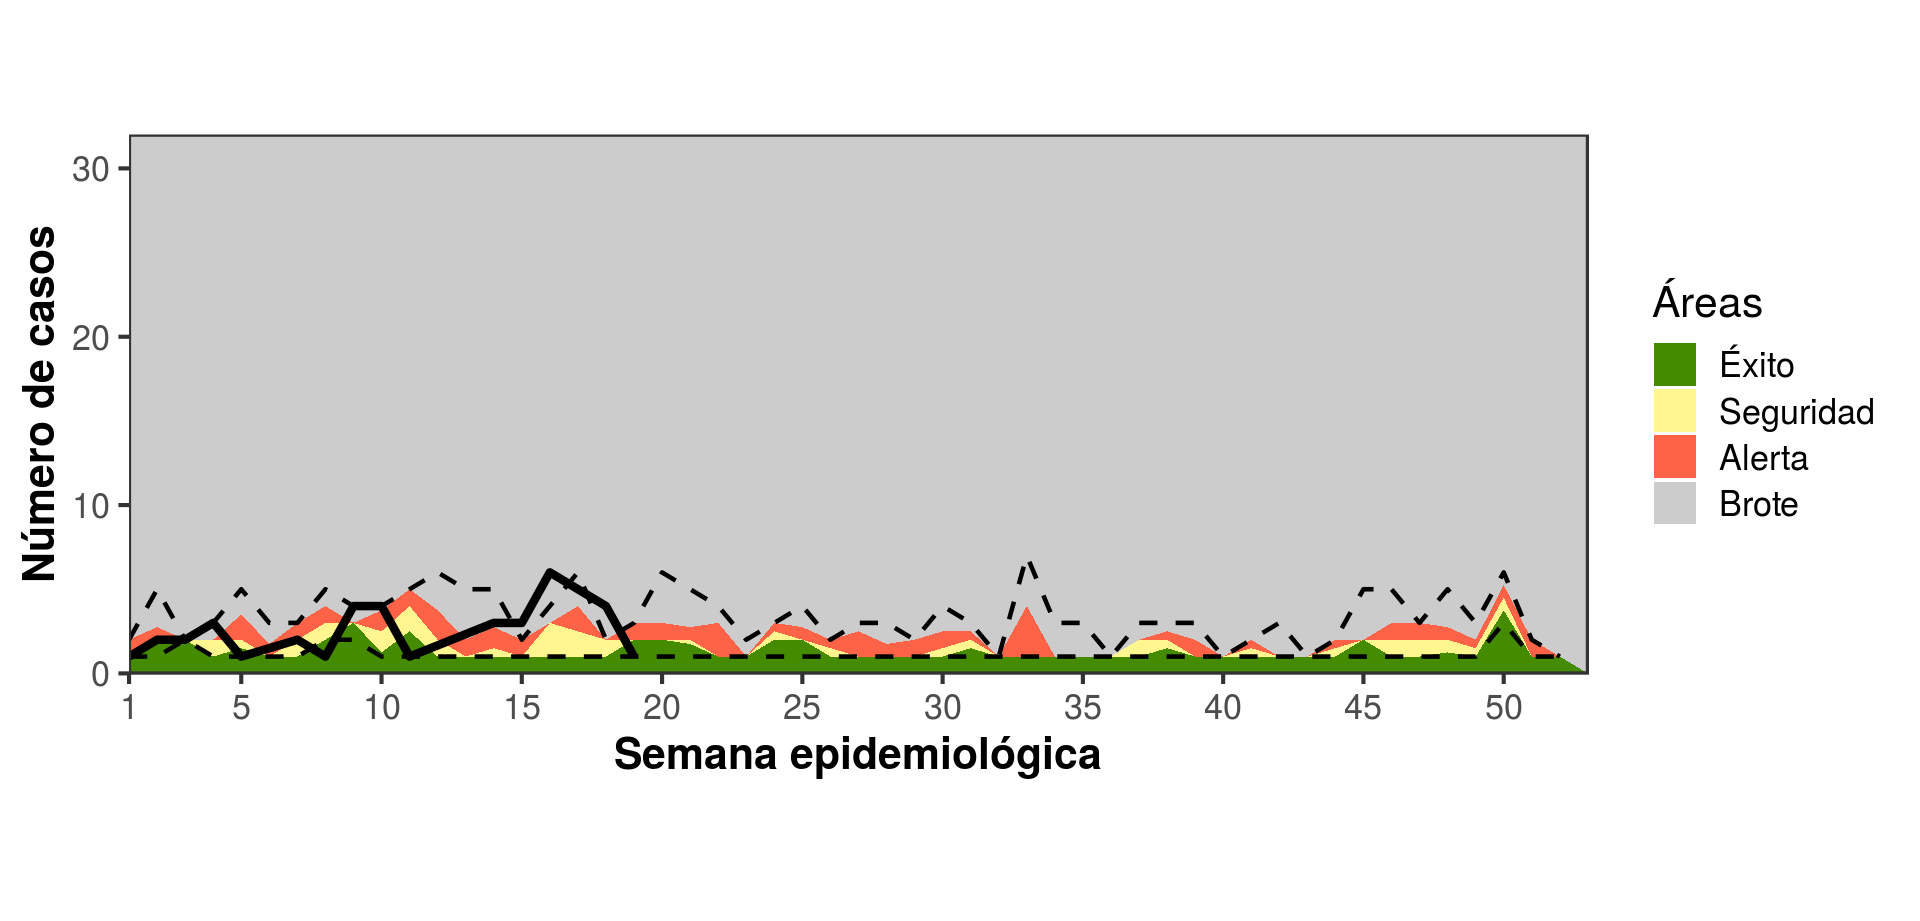 Número de casos
30
20
10
0
1 5 10 15 20 25 30 35 40 45 50
Semana epidemiológica
Áreas
Éxito
Seguridad
Alerta
Brote